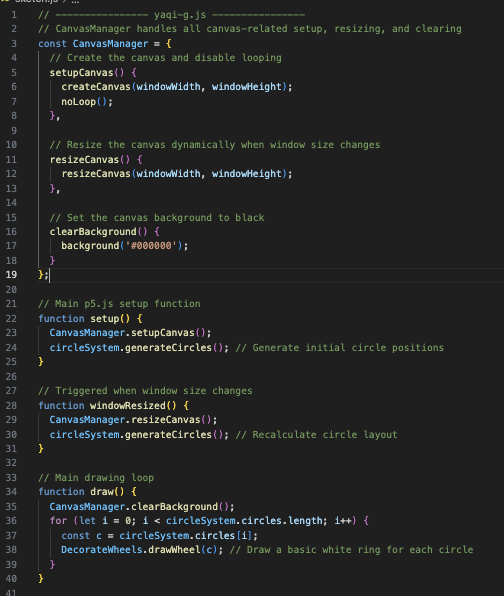 sketch.js > ...
1 // ---------------- yaqi-g.js ----------------
2 // CanvasManager handles all canvas-related setup, resizing, and clearing
3 const CanvasManager = {
4   // Create the canvas and disable looping
5   setupCanvas() {
6     createCanvas(windowWidth, windowHeight);
7     noLoop();
8   },
9
10   // Resize the canvas dynamically when window size changes
11   resizeCanvas() {
12     resizeCanvas(windowWidth, windowHeight);
13   },
14
15   // Set the canvas background to black
16   clearBackground() {
17     background('#000000');
18   }
19 };
20
21 // Main p5.js setup function
22 function setup() {
23   CanvasManager.setupCanvas();
24   circleSystem.generateCircles(); // Generate initial circle positions
25 }
26
27 // Triggered when window size changes
28 function windowResized() {
29   CanvasManager.resizeCanvas();
30   circleSystem.generateCircles(); // Recalculate circle layout
31 }
32
33 // Main drawing loop
34 function draw() {
35   CanvasManager.clearBackground();
36   for (let i = 0; i < circleSystem.circles.length; i++) {
37     const c = circleSystem.circles[i];
38     DecorateWheels.drawWheel(c); // Draw a basic white ring for each circle
39   }
40 }
41